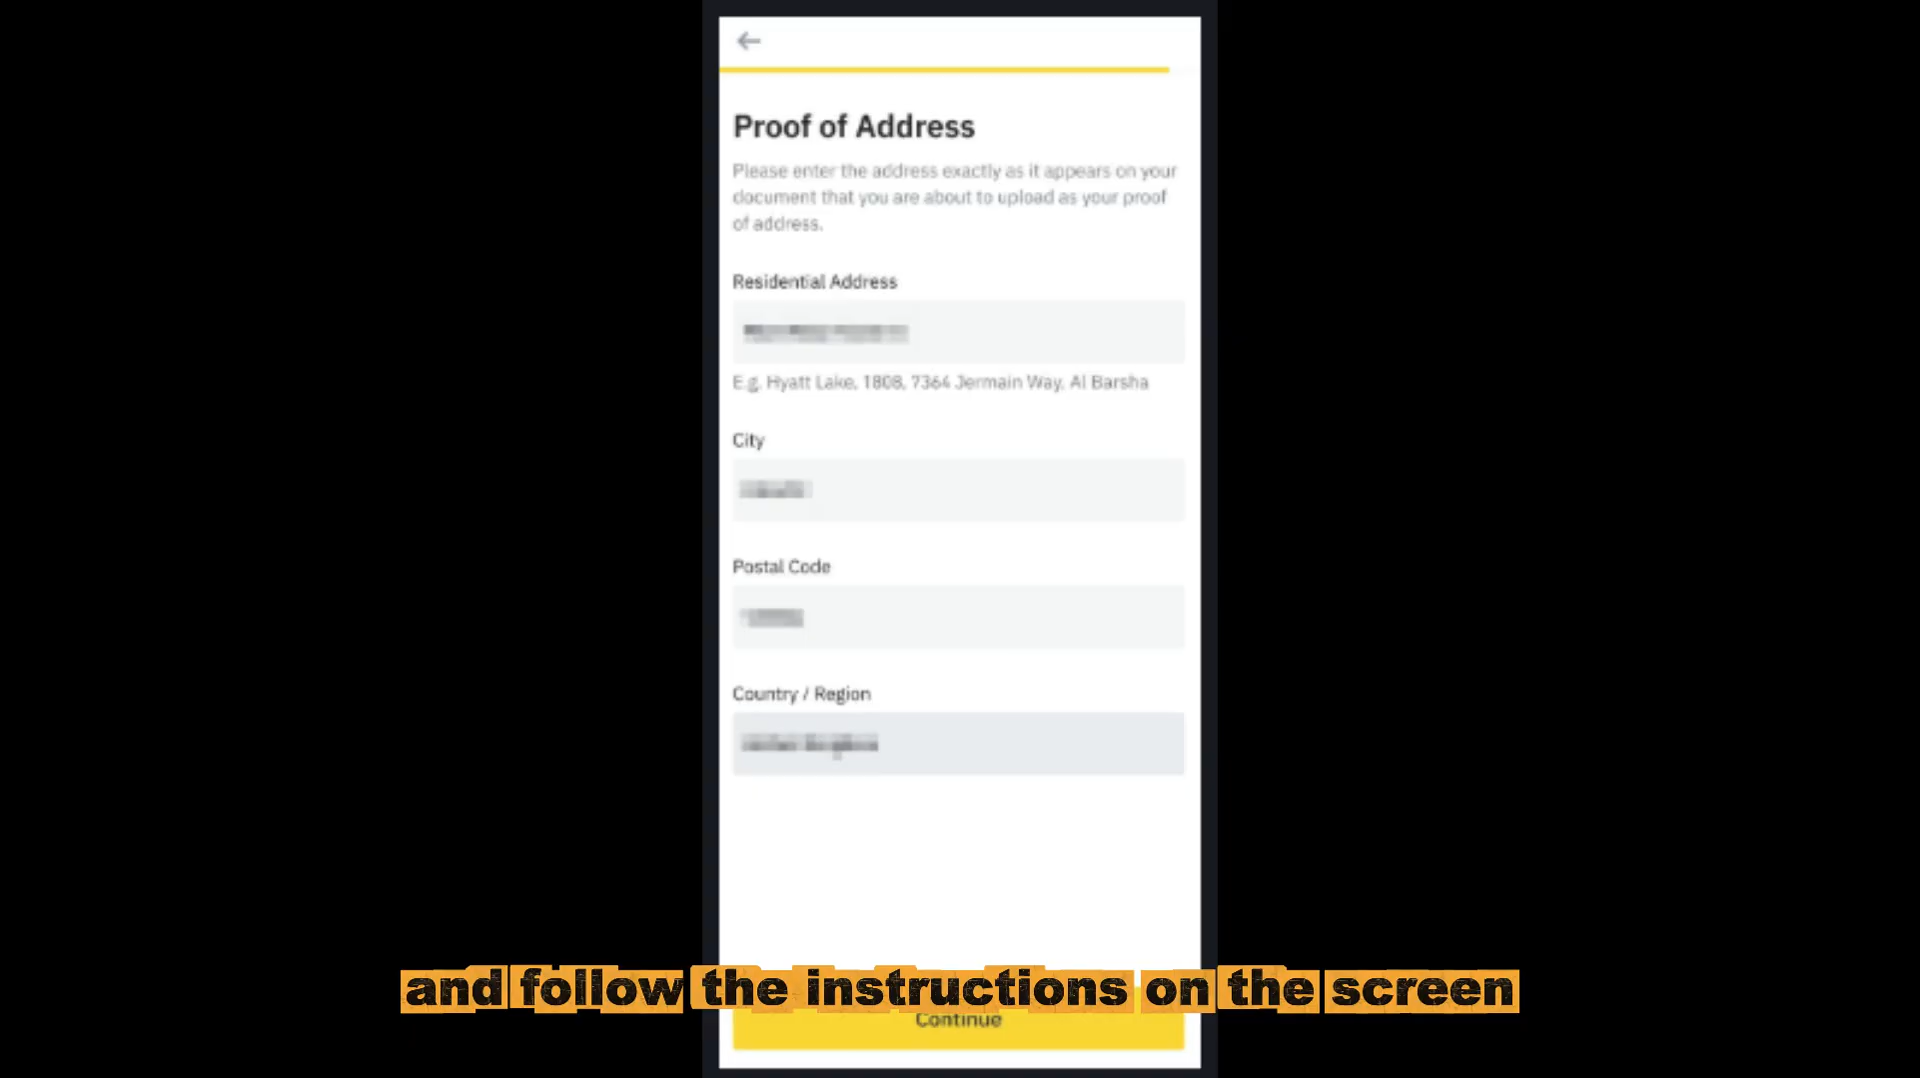 Proof of Address
Please enter the address exactly as it appears on your
document that you are about to upload as your proof
of address.
Residential Address
E.g. Hyatt Lake, 1808, 7364 Jermain Way, Al Barsha
City
Postal Code
Country / Region
and follow the instructions on the screen
Continue